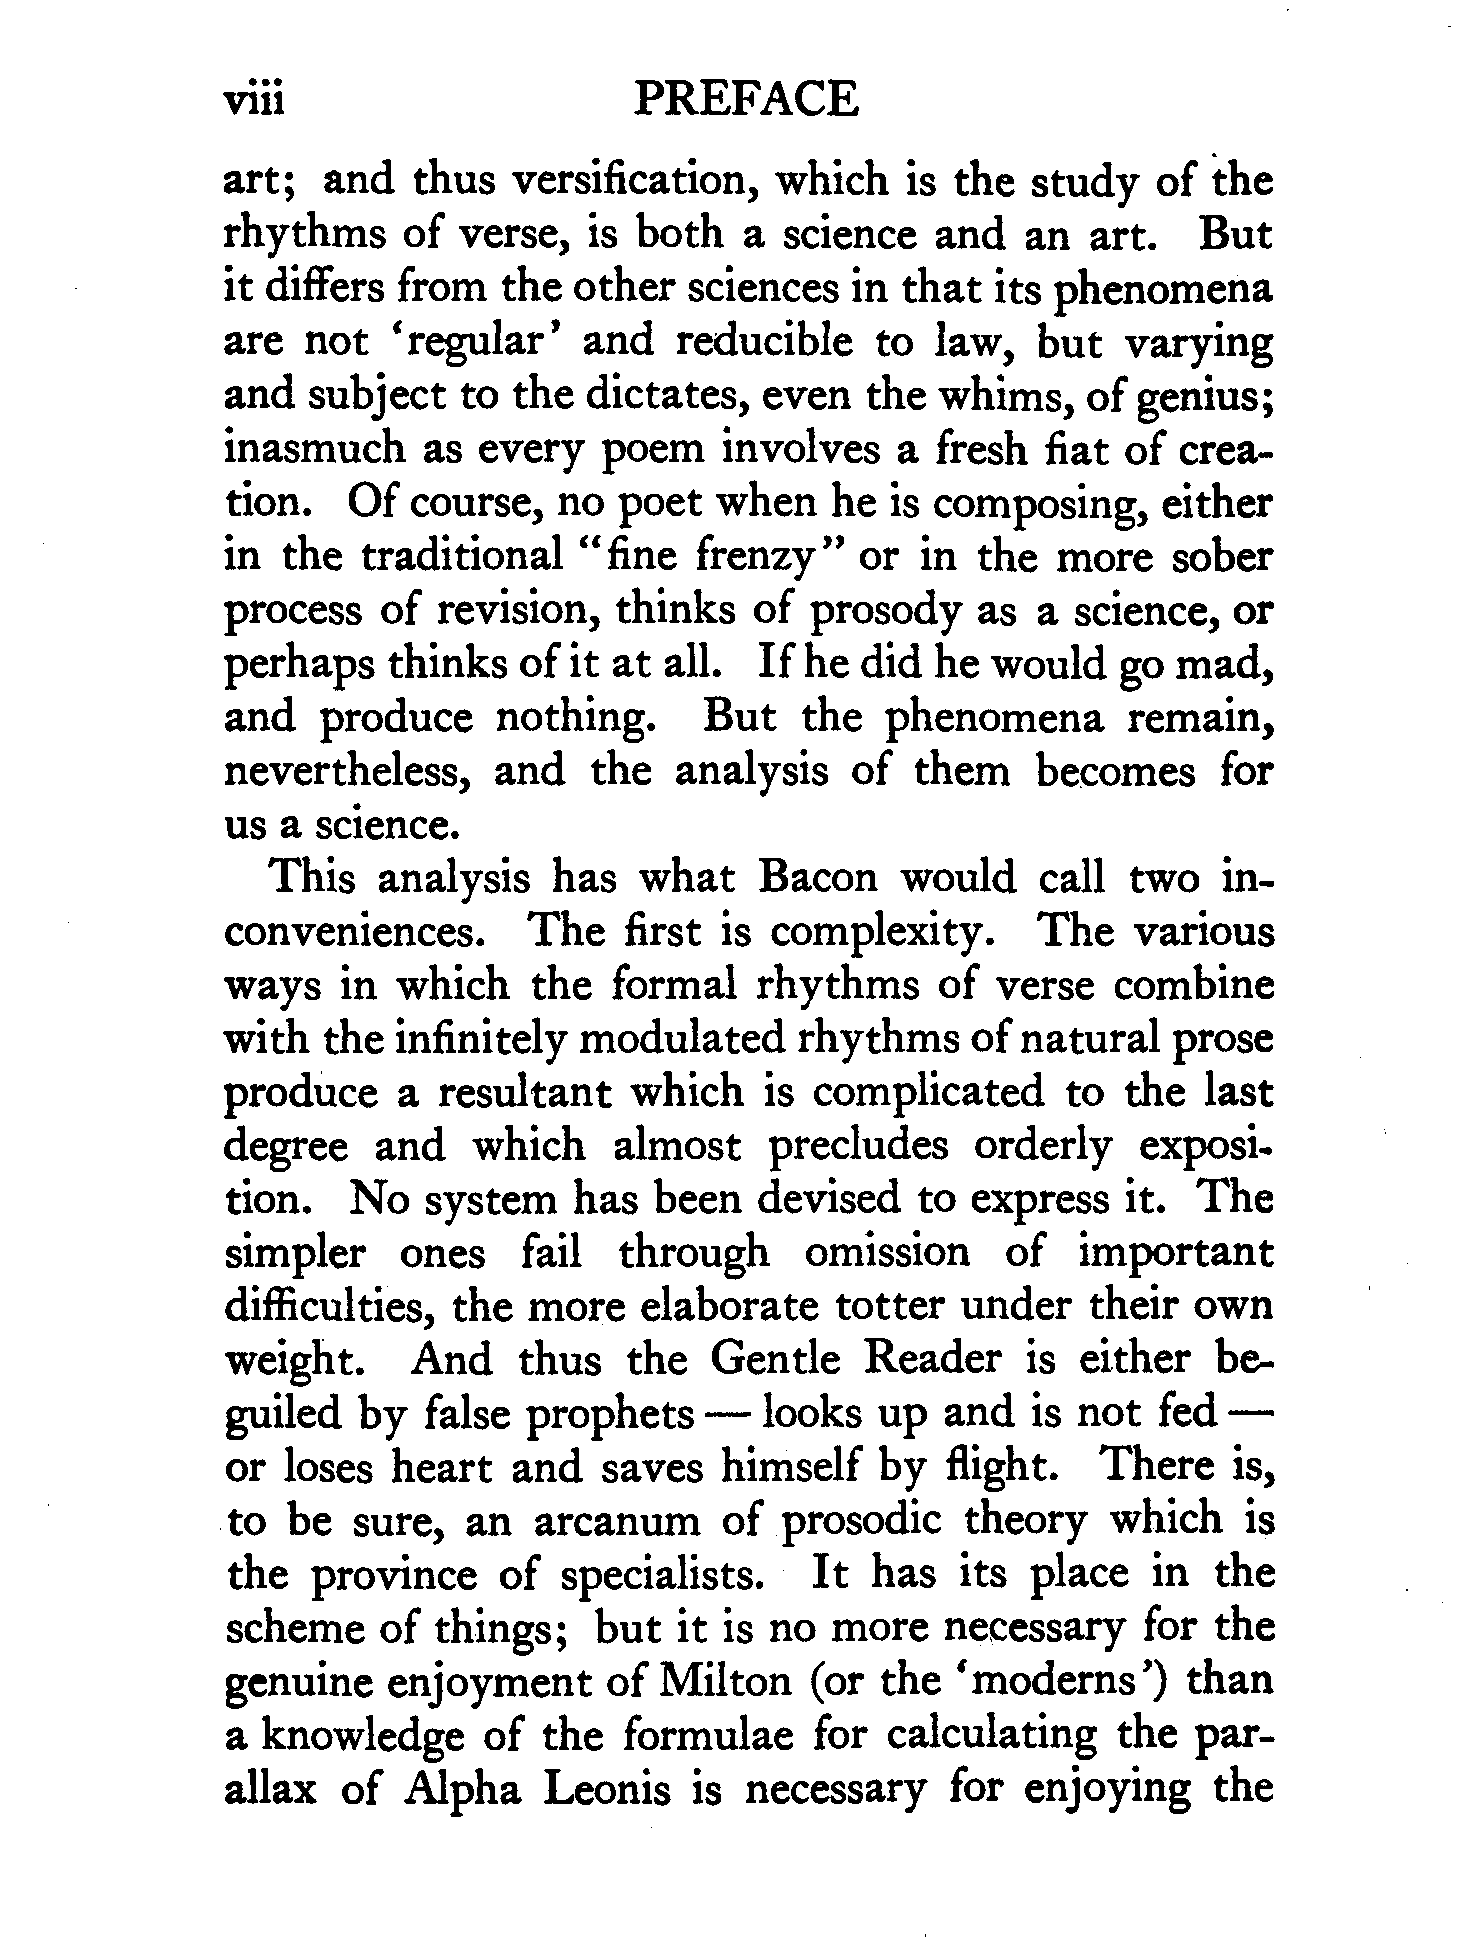 viii PREFACE
art; and thus versification, which is the study of the
rhythms of verse, is both a science and an art. But
it differs from the other sciences in that its phenomena
are not ‘regular’ and reducible to law, but varying
and subject to the dictates, even the whims, of genius;
inasmuch as every poem involves a fresh fiat of crea-
tion. Of course, no poet when he is composing, either
in the traditional “fine frenzy” or in the more sober
process of revision, thinks of prosody as a science, or
perhaps thinks of it at all. If he did he would go mad,
and produce nothing. But the phenomena remain,
nevertheless, and the analysis of them becomes for
us a science.
This analysis has what Bacon would call two in-
conveniences. The first is complexity. The various
ways in which the formal rhythms of verse combine
with the infinitely modulated rhythms of natural prose
produce a resultant which is complicated to the last
degree and which almost precludes orderly exposi-
tion. No system has been devised to express it. The
simpler ones fail through omission of important
difficulties, the more elaborate totter under their own
weight. And thus the Gentle Reader is either be-
guiled by false prophets — looks up and is not fed —
or loses heart and saves himself by flight. There is,
to be sure, an arcanum of prosodic theory which is
the province of specialists. It has its place in the
scheme of things; but it is no more necessary for the
genuine enjoyment of Milton (or the ‘moderns’) than
a knowledge of the formulae for calculating the par-
allax of Alpha Leonis is necessary for enjoying the